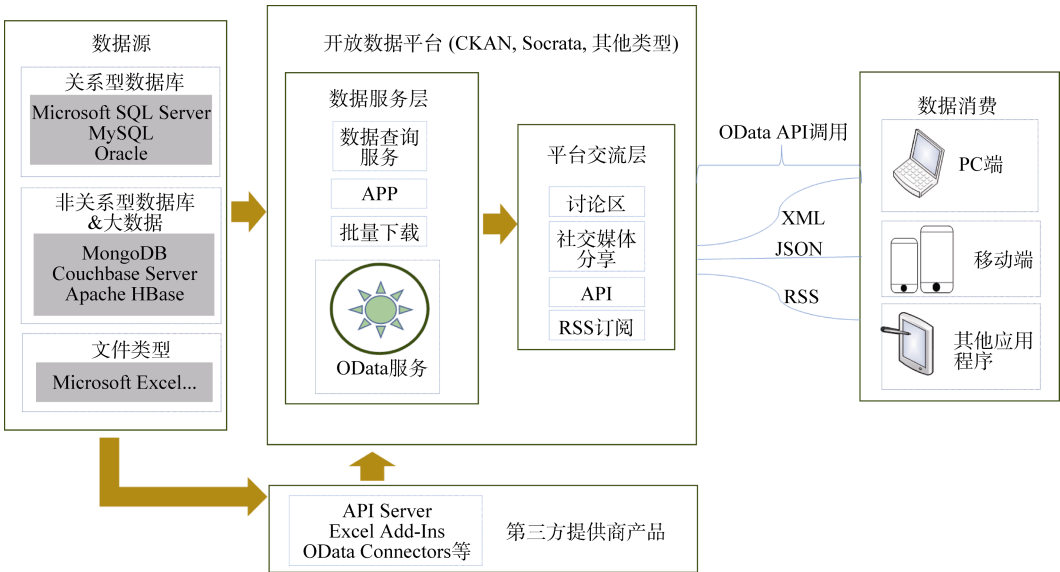 数据源
关系型数据库
Microsoft SQL Server
MySQL
Oracle
非关系型数据库
&大数据
MongoDB
Couchbase Server
Apache HBase
文件类型
Microsoft Excel...
开放数据平台 (CKAN, Socrata, 其他类型)
数据服务层
数据查询
服务
APP
批量下载
OData服务
平台交流层
讨论区
社交媒体
分享
API
RSS订阅
OData API调用
XML
JSON
RSS
数据消费
PC端
移动端
其他应用
程序
API Server
Excel Add-Ins
OData Connectors等
第三方提供商产品